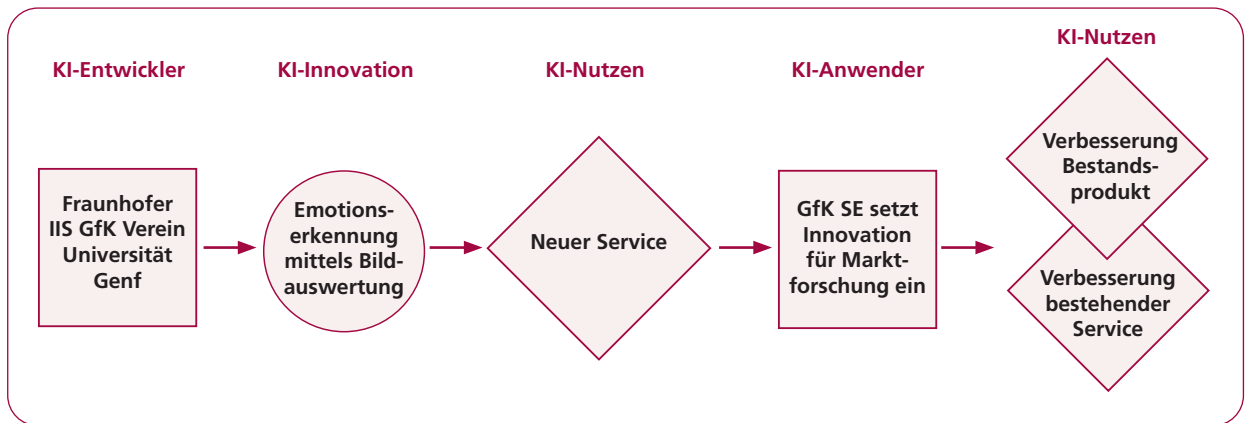 KI-Entwickler
Fraunhofer
IIS GfK Verein
Universität
Genf
KI-Innovation
Emotions-
erkennung
mittels Bild-
auswertung
KI-Nutzen
Neuer Service
KI-Anwender
GfK SE setzt
Innovation
für Markt-
forschung ein
KI-Nutzen
Verbesserung
Bestands-
produkt
Verbesserung
bestehender
Service